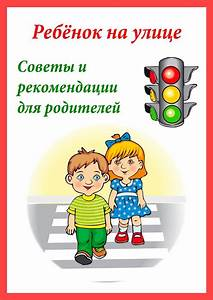 Ребёнок на улице
Советы и
рекомендации
для родителей